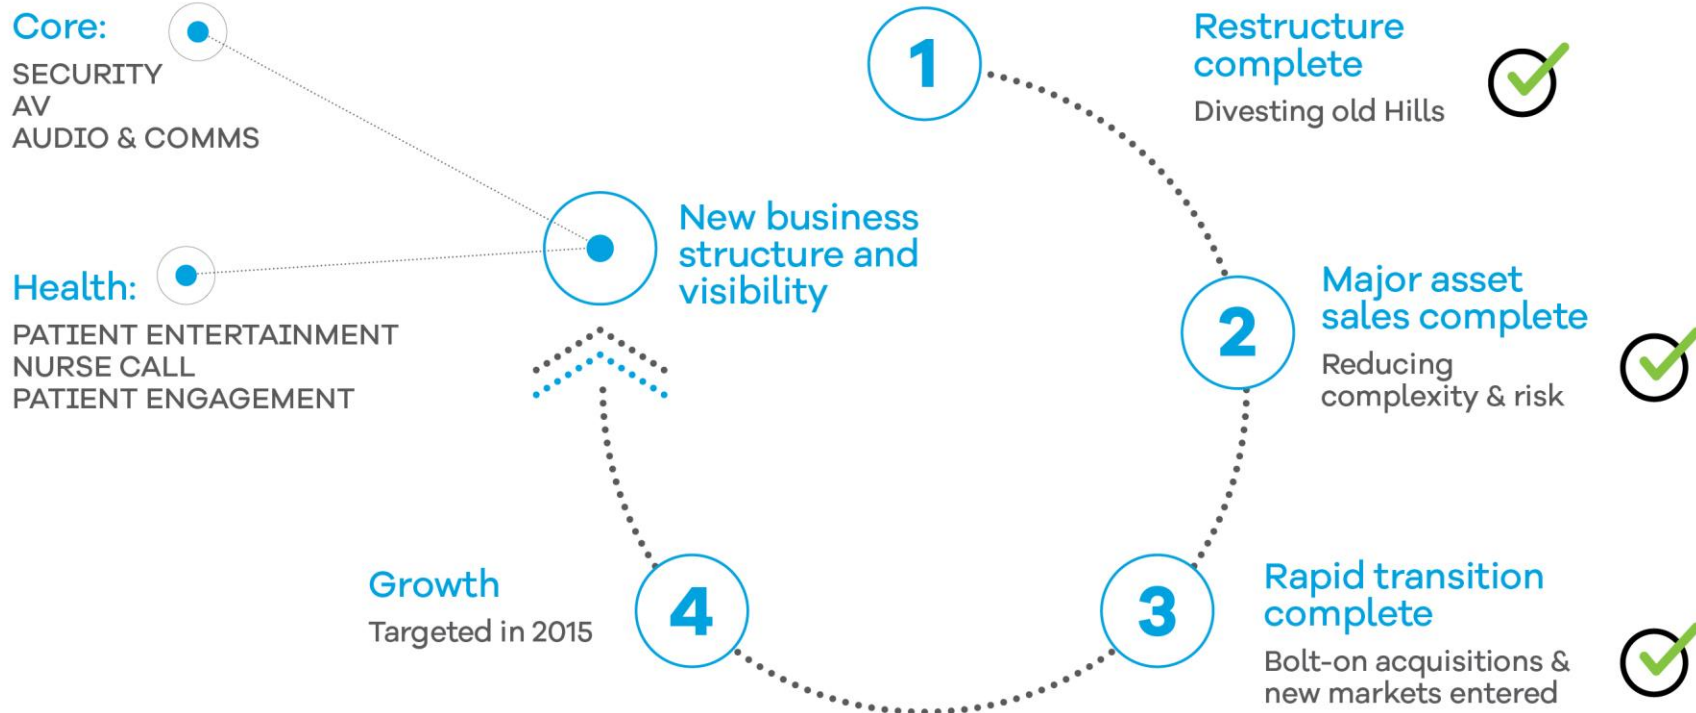 Core:
SECURITY
AV
AUDIO & COMMS
Health:
PATIENT ENTERTAINMENT
NURSE CALL
PATIENT ENGAGEMENT
New business
structure and
visibility
1
Restructure
complete
Divesting old Hills
2
Major asset
sales complete
Reducing
complexity & risk
3
Rapid transition
complete
Bolt-on acquisitions &
new markets entered
4
Growth
Targeted in 2015